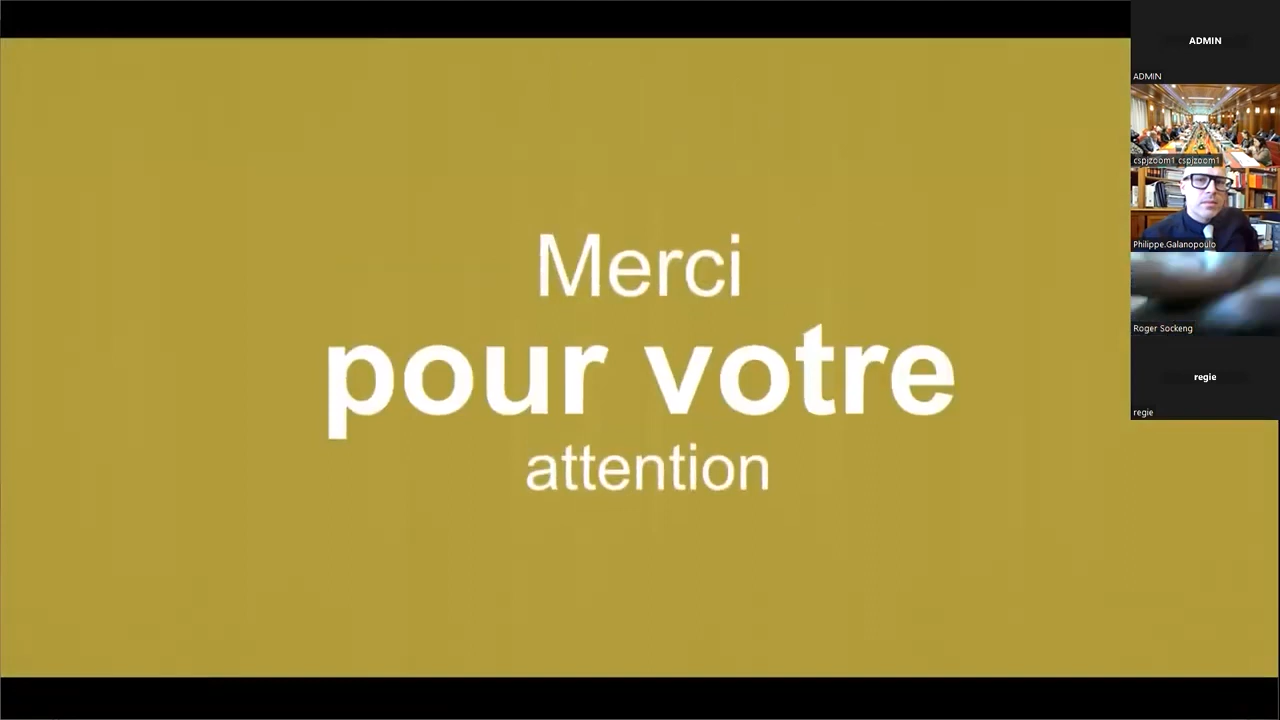 Merci
pour votre
attention
ADMIN
ADMIN
cspjzoom1 cspjzoom1
Philippe.Galanopoulo
Roger Sockeng
regie
regie